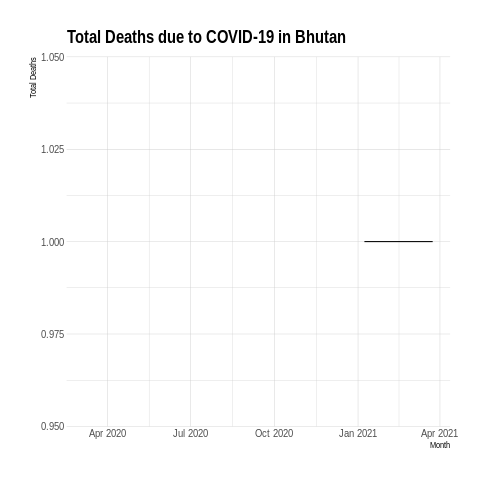 Total Deaths due to COVID-19 in Bhutan
Total Deaths
1.050
1.025
1.000
0.975
0.950
Apr 2020 Jul 2020 Oct 2020 Jan 2021 Apr 2021
Month